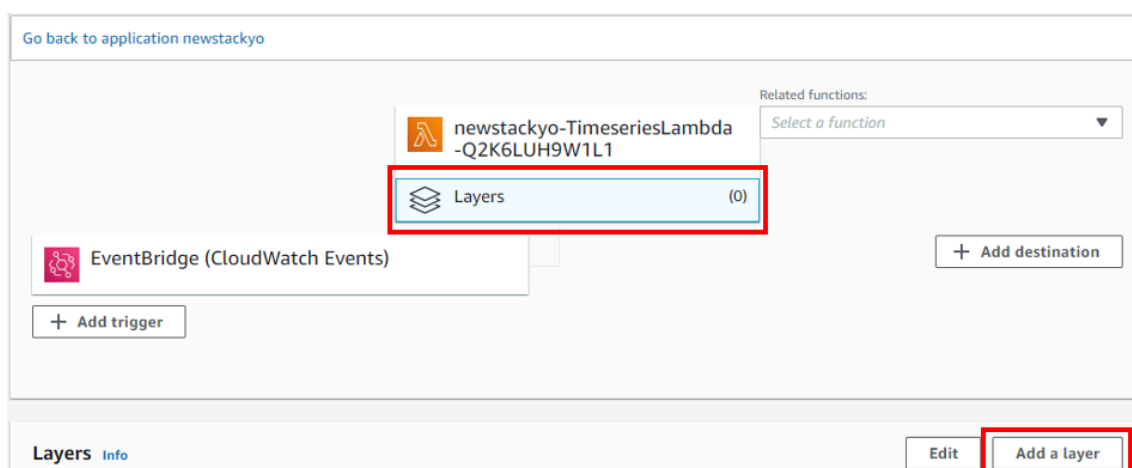 Go back to application newstackyo
Related functions:
Select a function
newstackyo-TimeseriesLambda
-Q2K6LUH9W1L1
Layers (0)
EventBridge (CloudWatch Events)
+ Add destination
+ Add trigger
Layers Info
Edit
Add a layer